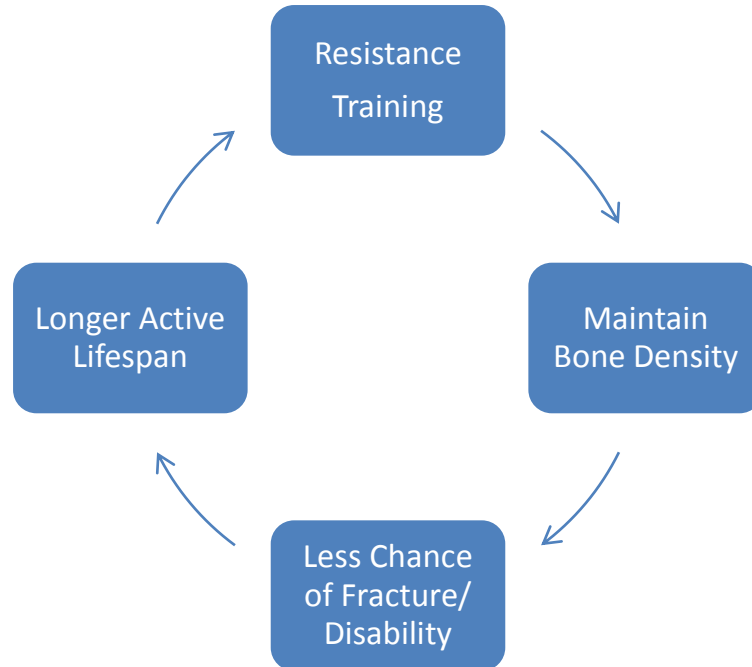 Resistance
Training
Maintain
Bone Density
Less Chance
of Fracture/
Disability
Longer Active
Lifespan